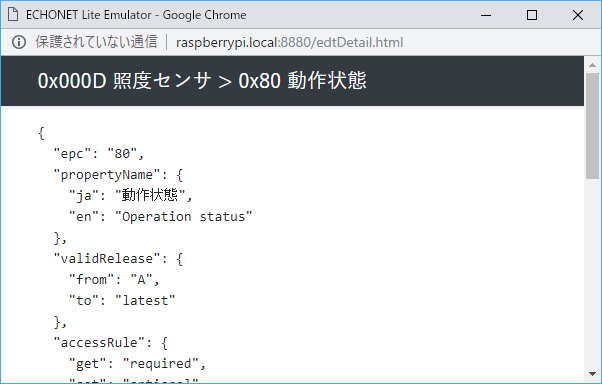 ECHONET Lite Emulator - Google Chrome
保護されていない通信 | raspberrypi.local:8880/edtDetail.html
0x000D 照度センサ > 0x80 動作状態
{
"epc": "80",
"propertyName": {
"ja": "動作状態",
"en": "Operation status"
},
"validRelease": {
"from": "A",
"to": "latest"
},
"accessRule": {
"get": "required",